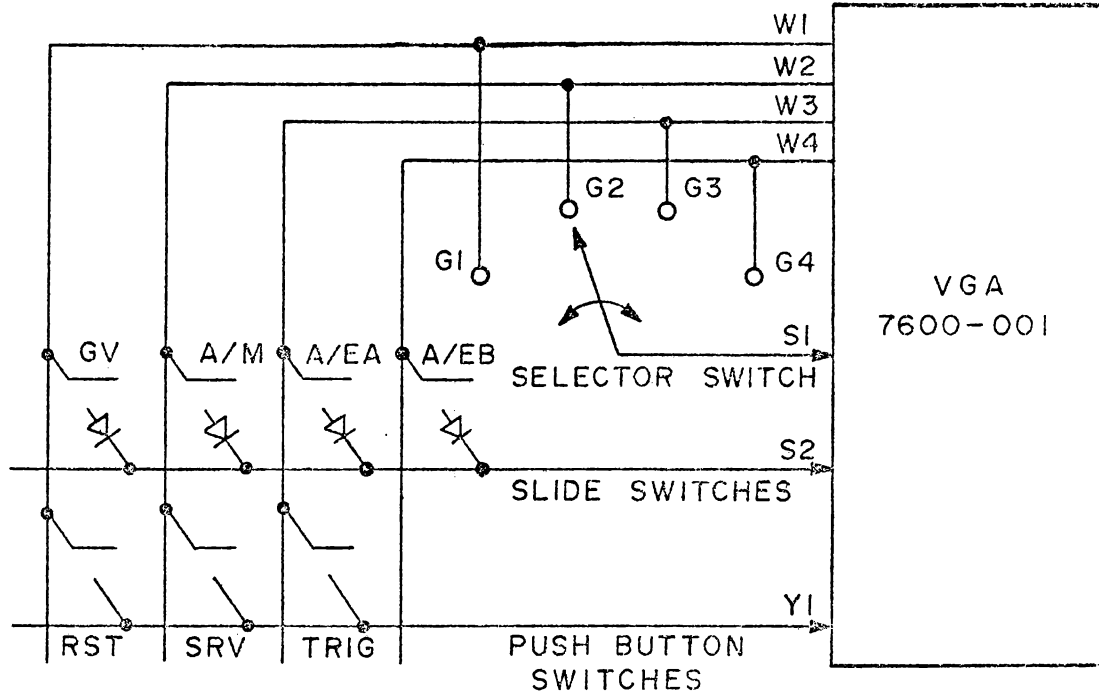 W1
W2
W3
W4
G2
G3
G1
G4
VGA
7600-001
S1
GV
A/M
A/EA
A/EB
SELECTOR SWITCH
S2
SLIDE SWITCHES
Y1
RST
SRV
TRIG
PUSH BUTTON
SWITCHES